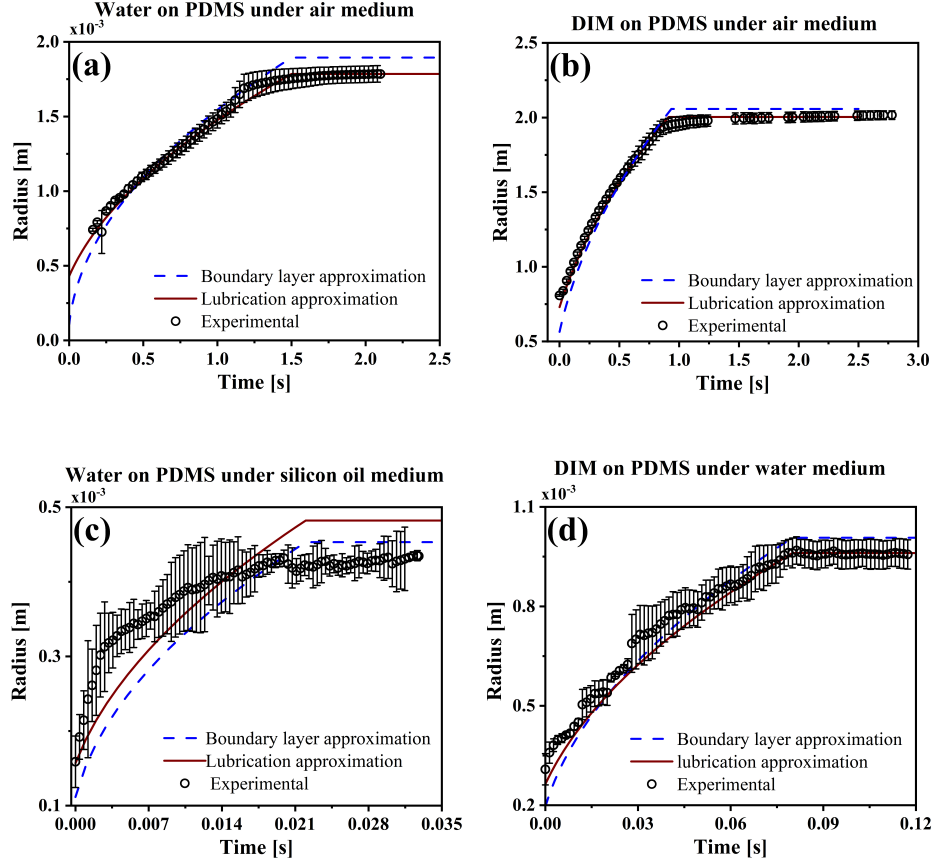 Water on PDMS under air medium
x10⁻³
(a)
2.0
1.5
1.0
0.5
0.0
Radius [m]
Boundary layer approximation
Lubrication approximation
Experimental
0.0 0.5 1.0 1.5 2.0 2.5
Time [s]
DIM on PDMS under air medium
x10⁻³
(b)
2.5
2.0
1.5
1.0
0.5
Radius [m]
Boundary layer approximation
Lubrication approximation
Experimental
0.0 0.5 1.0 1.5 2.0 2.5 3.0
Time [s]
Water on PDMS under silicon oil medium
x10⁻³
(c)
0.5
0.3
0.1
Radius [m]
Boundary layer approximation
Lubrication approximation
Experimental
0.000 0.007 0.014 0.021 0.028 0.035
Time [s]
DIM on PDMS under water medium
x10⁻³
(d)
1.1
0.8
0.5
0.2
Radius [m]
Boundary layer approximation
lubrication approximation
Experimental
0.00 0.03 0.06 0.09 0.12
Time [s]